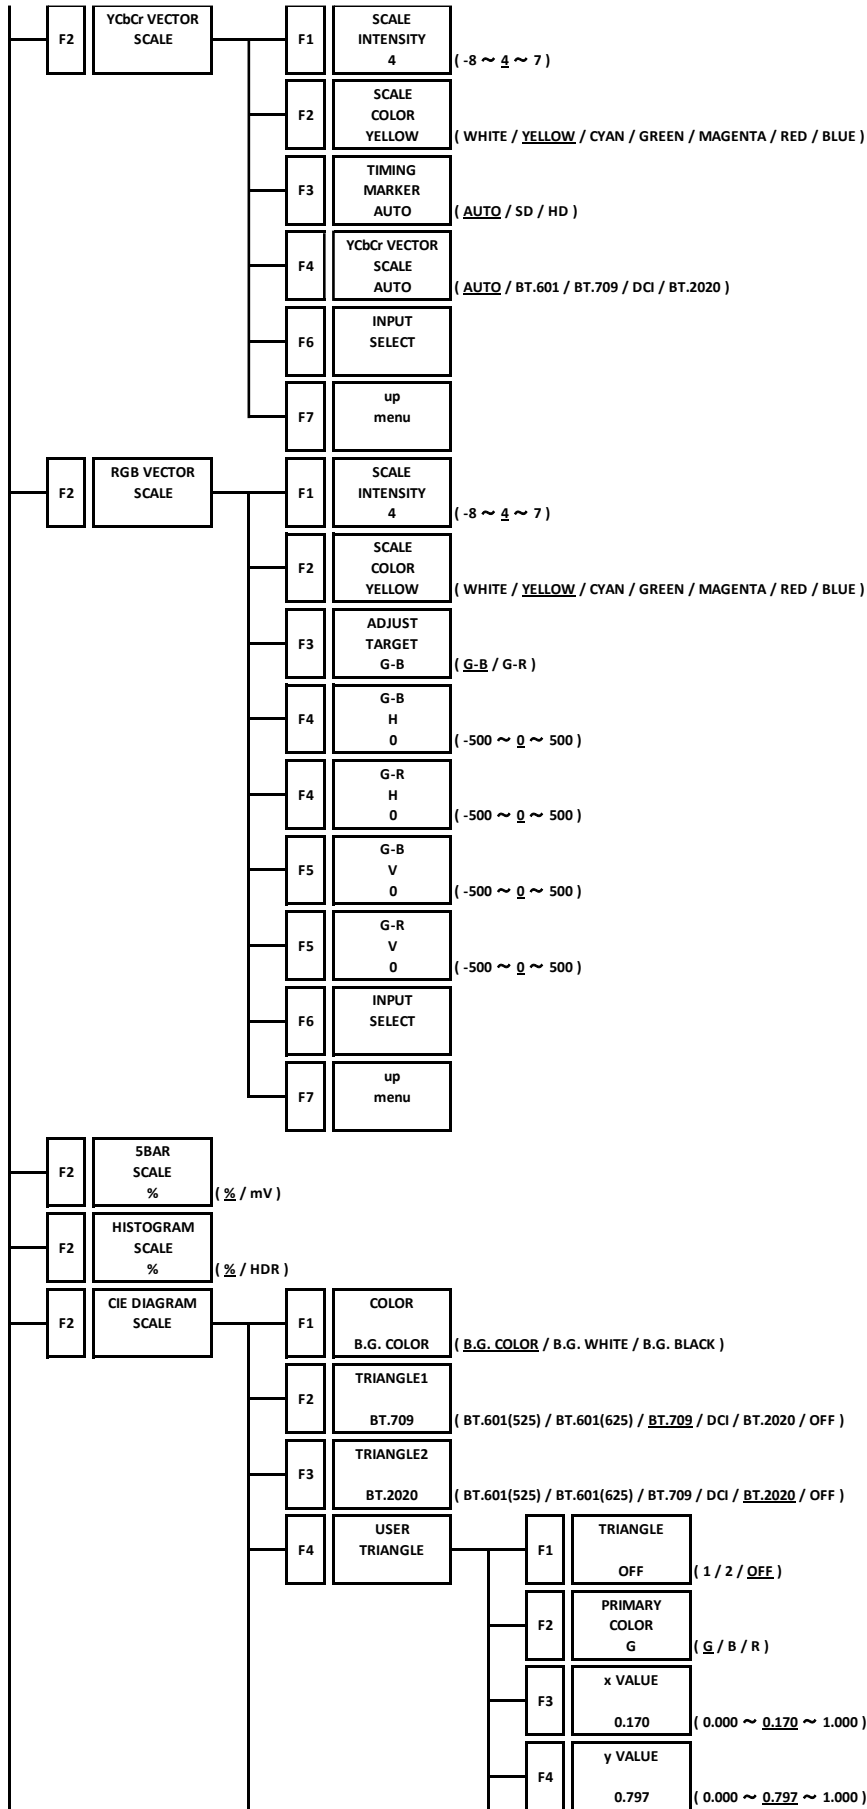 F2
YCbCr VECTOR
SCALE
F1
SCALE
INTENSITY
4
( -8 ～ 4 ～ 7 )
F2
SCALE
COLOR
YELLOW
( WHITE / YELLOW / CYAN / GREEN / MAGENTA / RED / BLUE )
F3
TIMING
MARKER
AUTO
( AUTO / SD / HD )
F4
YCbCr VECTOR
SCALE
AUTO
( AUTO / BT.601 / BT.709 / DCI / BT.2020 )
F6
INPUT
SELECT
F7
up
menu
F2
RGB VECTOR
SCALE
F1
SCALE
INTENSITY
4
( -8 ～ 4 ～ 7 )
F2
SCALE
COLOR
YELLOW
( WHITE / YELLOW / CYAN / GREEN / MAGENTA / RED / BLUE )
F3
ADJUST
TARGET
G-B
( G-B / G-R )
F4
G-B
H
0
( -500 ～ 0 ～ 500 )
F4
G-R
H
0
( -500 ～ 0 ～ 500 )
F5
G-B
V
0
( -500 ～ 0 ～ 500 )
F5
G-R
V
0
( -500 ～ 0 ～ 500 )
F6
INPUT
SELECT
F7
up
menu
F2
5BAR
SCALE
%
( % / mV )
F2
HISTOGRAM
SCALE
%
( % / HDR )
F2
CIE DIAGRAM
SCALE
F1
COLOR
B.G. COLOR
( B.G. COLOR / B.G. WHITE / B.G. BLACK )
F2
TRIANGLE1
BT.709
( BT.601(525) / BT.601(625) / BT.709 / DCI / BT.2020 / OFF )
F3
TRIANGLE2
BT.2020
( BT.601(525) / BT.601(625) / BT.709 / DCI / BT.2020 / OFF )
F4
USER
TRIANGLE
F1
TRIANGLE
OFF
( 1 / 2 / OFF )
F2
PRIMARY
COLOR
G
( G / B / R )
F3
x VALUE
0.170
( 0.000 ～ 0.170 ～ 1.000 )
F4
y VALUE
0.797
( 0.000 ～ 0.797 ～ 1.000 )